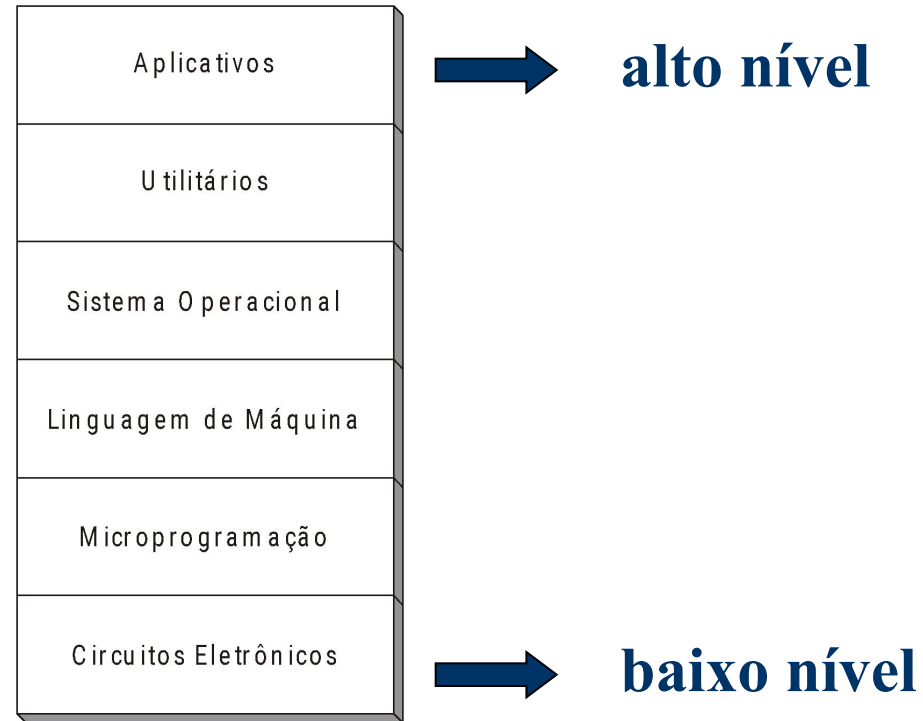 Aplicativos
alto nível
Utilitários
Sistema Operacional
Linguagem de Máquina
Microprogramação
Circuitos Eletrônicos
baixo nível